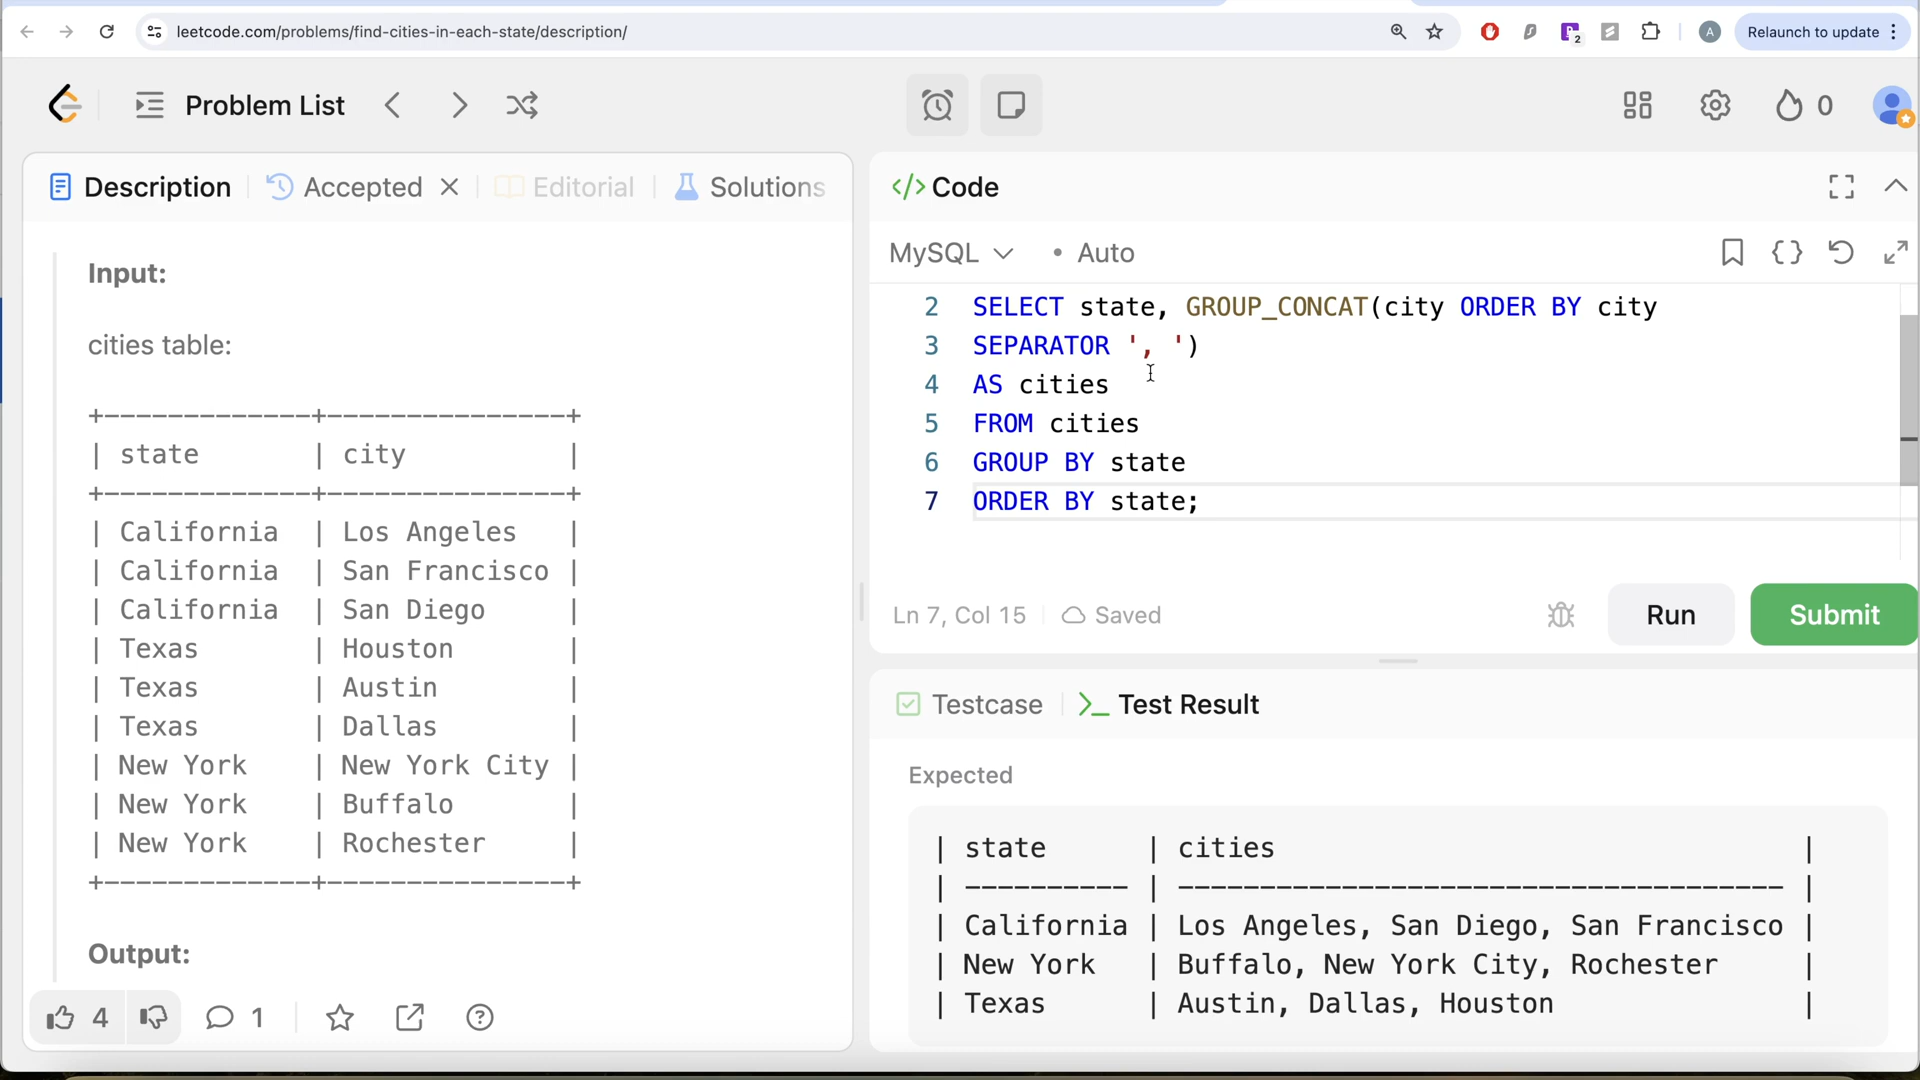 leetcode.com/problems/find-cities-in-each-state/description/
2
A
Relaunch to update
Problem List
0
Description
Accepted
Editorial
Solutions
Input:
cities table:
+-------------+---------------+
| state | city |
+-------------+---------------+
| California | Los Angeles |
| California | San Francisco |
| California | San Diego |
| Texas | Houston |
| Texas | Austin |
| Texas | Dallas |
| New York | New York City |
| New York | Buffalo |
| New York | Rochester |
+-------------+---------------+
Output:
4
1
</> Code
MySQL
• Auto
2 SELECT state, GROUP_CONCAT(city ORDER BY city
3 SEPARATOR ', ')
4 AS cities
5 FROM cities
6 GROUP BY state
7 ORDER BY state;
Ln 7, Col 15
Saved
Run
Submit
Testcase
>_ Test Result
Expected
| state | cities |
| ---------- | ------------------------------------- |
| California | Los Angeles, San Diego, San Francisco |
| New York | Buffalo, New York City, Rochester |
| Texas | Austin, Dallas, Houston |